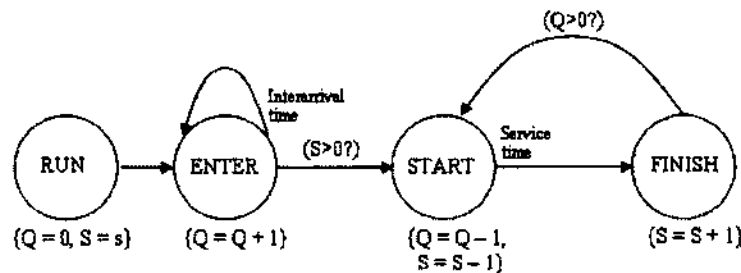 (Q>0?)
Interarrival
time
(S>0?)
Service
time
RUN
ENTER
START
FINISH
{Q = 0, S = s}
{Q = Q + 1}
{Q = Q – 1,
S = S – 1}
{S = S + 1}